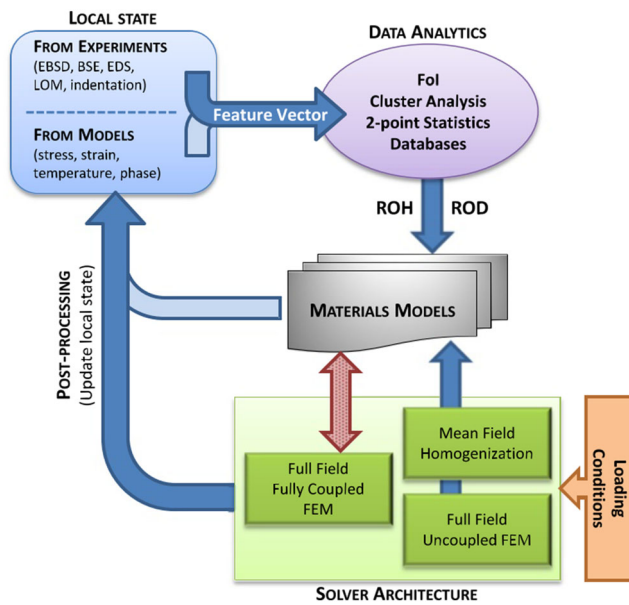 LOCAL STATE
FROM EXPERIMENTS
(EBSD, BSE, EDS,
LOM, indentation)
FROM MODELS
(stress, strain,
temperature, phase)
Feature Vector
DATA ANALYTICS
FoI
Cluster Analysis
2-point Statistics
Databases
ROH
ROD
MATERIALS MODELS
POST-PROCESSING
(Update local state)
Mean Field
Homogenization
Full Field
Fully Coupled
FEM
Full Field
Uncoupled FEM
Loading
Conditions
SOLVER ARCHITECTURE